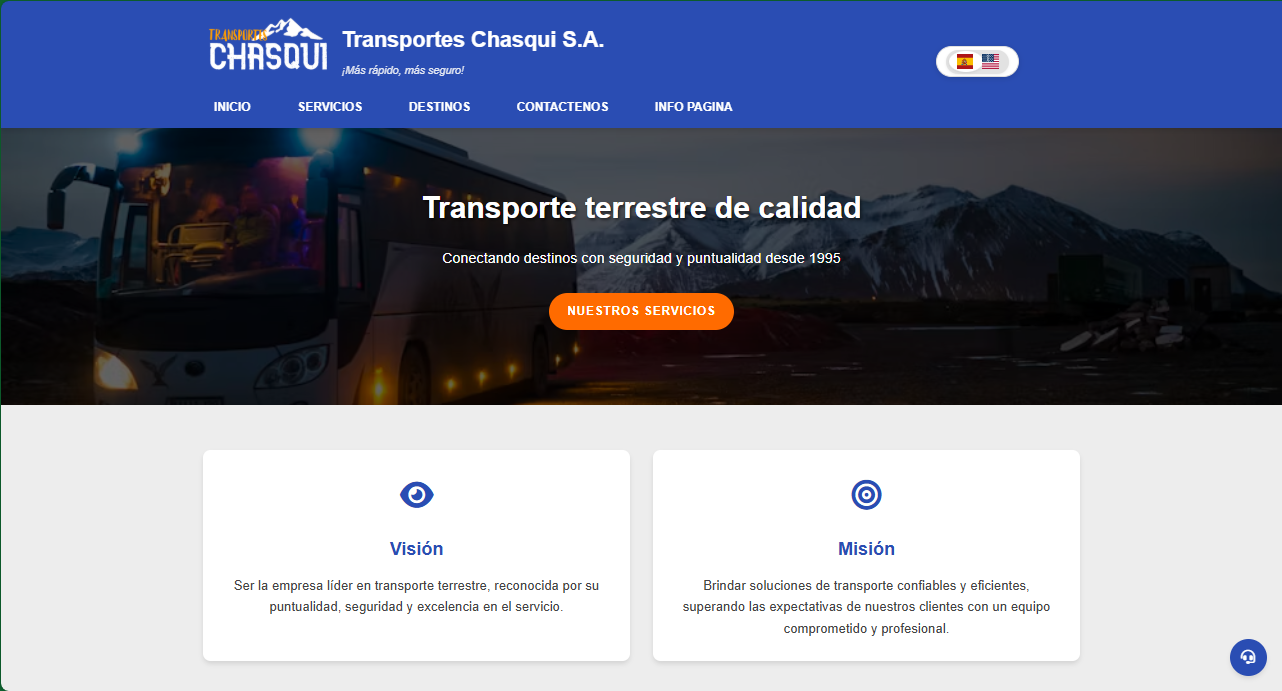 TRANSPORTES
CHASQUI
Transportes Chasqui S.A.
¡Más rápido, más seguro!
INICIO SERVICIOS DESTINOS CONTACTENOS INFO PAGINA
Transporte terrestre de calidad
Conectando destinos con seguridad y puntualidad desde 1995
NUESTROS SERVICIOS
Visión
Ser la empresa líder en transporte terrestre, reconocida por su
puntualidad, seguridad y excelencia en el servicio.
Misión
Brindar soluciones de transporte confiables y eficientes,
superando las expectativas de nuestros clientes con un equipo
comprometido y profesional.